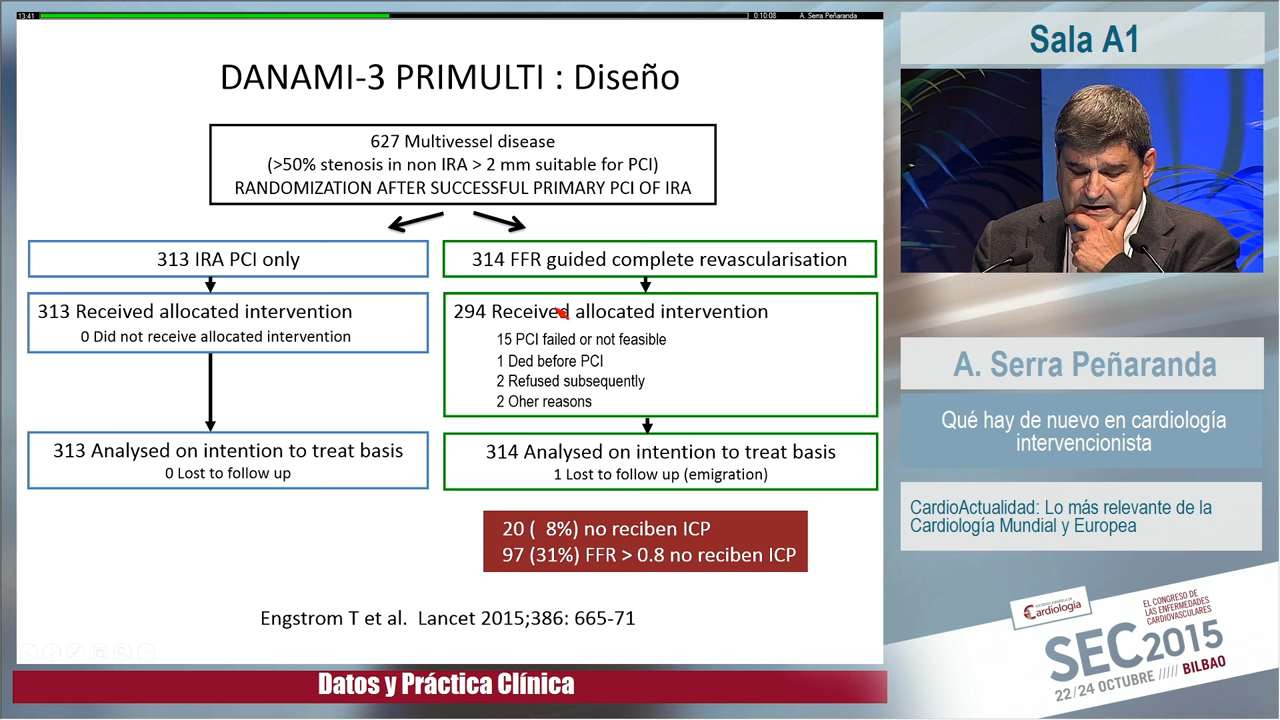 13:41
0:10:08
A. Serra Peñaranda
DANAMI-3 PRIMULTI : Diseño
627 Multivessel disease
(>50% stenosis in non IRA > 2 mm suitable for PCI)
RANDOMIZATION AFTER SUCCESSFUL PRIMARY PCI OF IRA
313 IRA PCI only
314 FFR guided complete revascularisation
313 Received allocated intervention
0 Did not receive allocated intervention
294 Received allocated intervention
15 PCI failed or not feasible
1 Ded before PCI
2 Refused subsequently
2 Oher reasons
313 Analysed on intention to treat basis
0 Lost to follow up
314 Analysed on intention to treat basis
1 Lost to follow up (emigration)
20 ( 8%) no reciben ICP
97 (31%) FFR > 0.8 no reciben ICP
Engstrom T et al. Lancet 2015;386: 665-71
Datos y Práctica Clínica
Sala A1
A. Serra Peñaranda
Qué hay de nuevo en cardiología
intervencionista
CardioActualidad: Lo más relevante de la
Cardiología Mundial y Europea
SOCIEDAD ESPAÑOLA DE
Cardiología
EL CONGRESO DE
LAS ENFERMEDADES
CARDIOVASCULARES
SEC2015
22/24 OCTUBRE ///// BILBAO